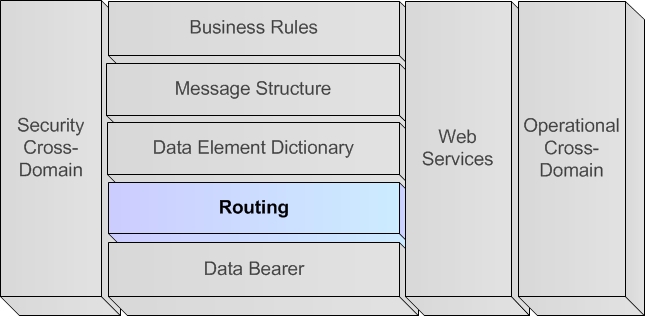 Business Rules
Message Structure
Data Element Dictionary
Routing
Data Bearer
Security
Cross-
Domain
Web
Services
Operational
Cross-
Domain